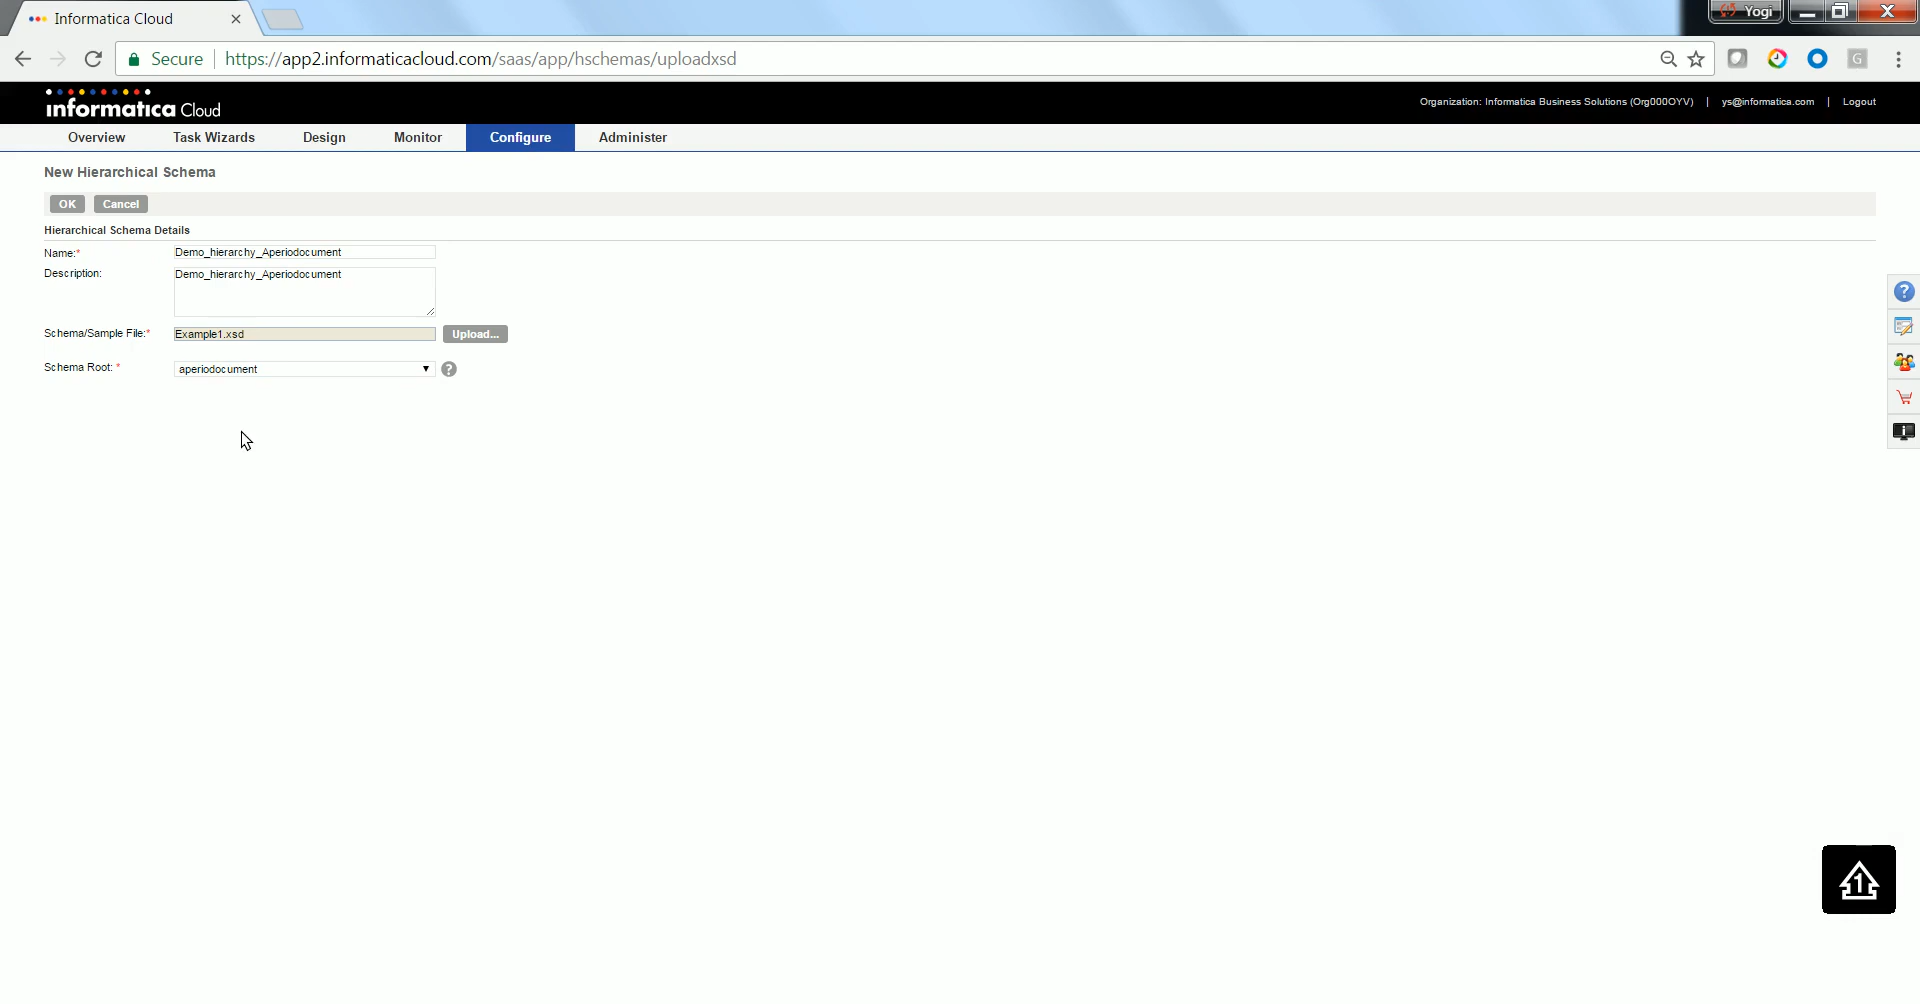 Informatica Cloud
Yogi
Secure https://app2.informaticacloud.com/saas/app/hschemas/uploadxsd
G
informatica Cloud
Organization: Informatica Business Solutions (Org000OYV) | ys@informatica.com | Logout
Overview Task Wizards Design Monitor Configure Administer
New Hierarchical Schema
OK Cancel
Hierarchical Schema Details
Name:* Demo_hierarchy_Aperiodocument
Description: Demo_hierarchy_Aperiodocument
Schema/Sample File:* Example1.xsd Upload...
Schema Root: * aperiodocument ?
?
i
1